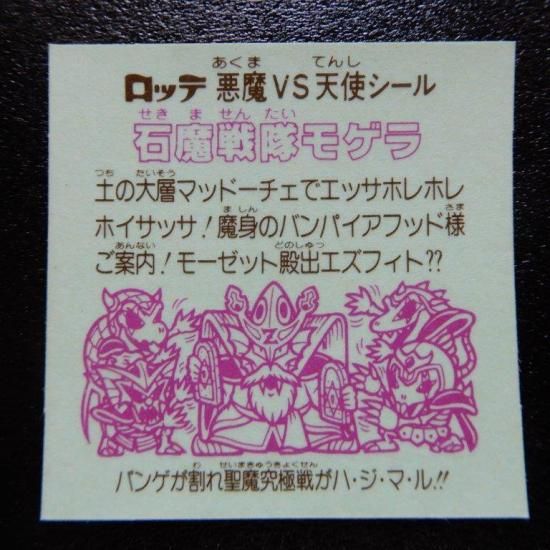 ロッテ 悪魔VS天使シール
あくま てんし
石魔戦隊モゲラ
せき ま せん たい
土の大層マッドーチェでエッサホレホレ
つち たいそう
ホイサッサ!魔身のバンパイアフッド様
ましん さま
ご案内!モーゼット殿出エズフィト??
あんない どのしゅつ
Z
バンゲが割れ聖魔究極戦がハ・ジ・マ・ル!!
わ せいまきゅうきょくせん